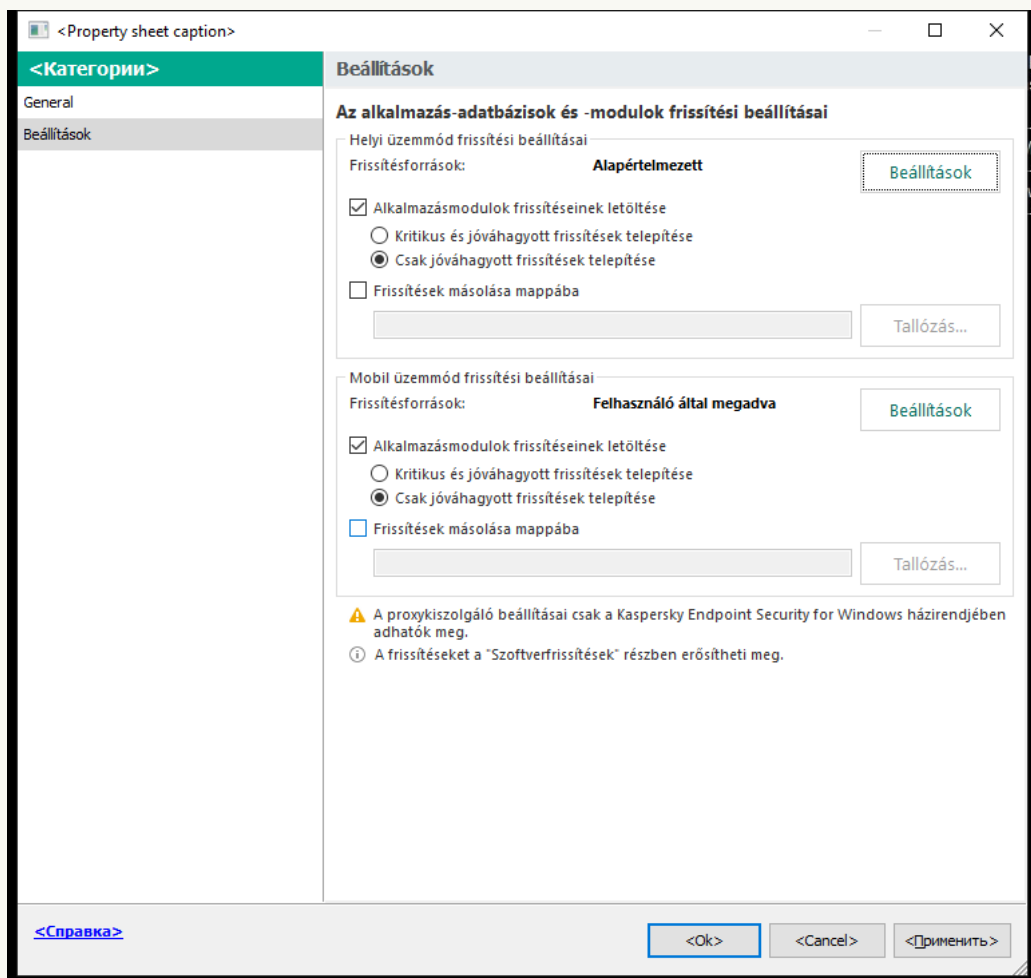 <Property sheet caption>
<Категории>
General
Beállítások
Beállítások
Az alkalmazás-adatbázisok és -modulok frissítési beállításai
Helyi üzemmód frissítési beállításai
Frissítésforrások: Alapértelmezett Beállítások
Alkalmazásmodulok frissítéseinek letöltése
Kritikus és jóváhagyott frissítések telepítése
Csak jóváhagyott frissítések telepítése
Frissítések másolása mappába
Tallózás...
Mobil üzemmód frissítési beállításai
Frissítésforrások: Felhasználó által megadva Beállítások
Alkalmazásmodulok frissítéseinek letöltése
Kritikus és jóváhagyott frissítések telepítése
Csak jóváhagyott frissítések telepítése
Frissítések másolása mappába
Tallózás...
A proxykiszolgáló beállításai csak a Kaspersky Endpoint Security for Windows házirendjében
adhatók meg.
A frissítéseket a "Szoftverfrissítések" részben erősítheti meg.
<Справка>
<Ok> <Cancel> <Применить>